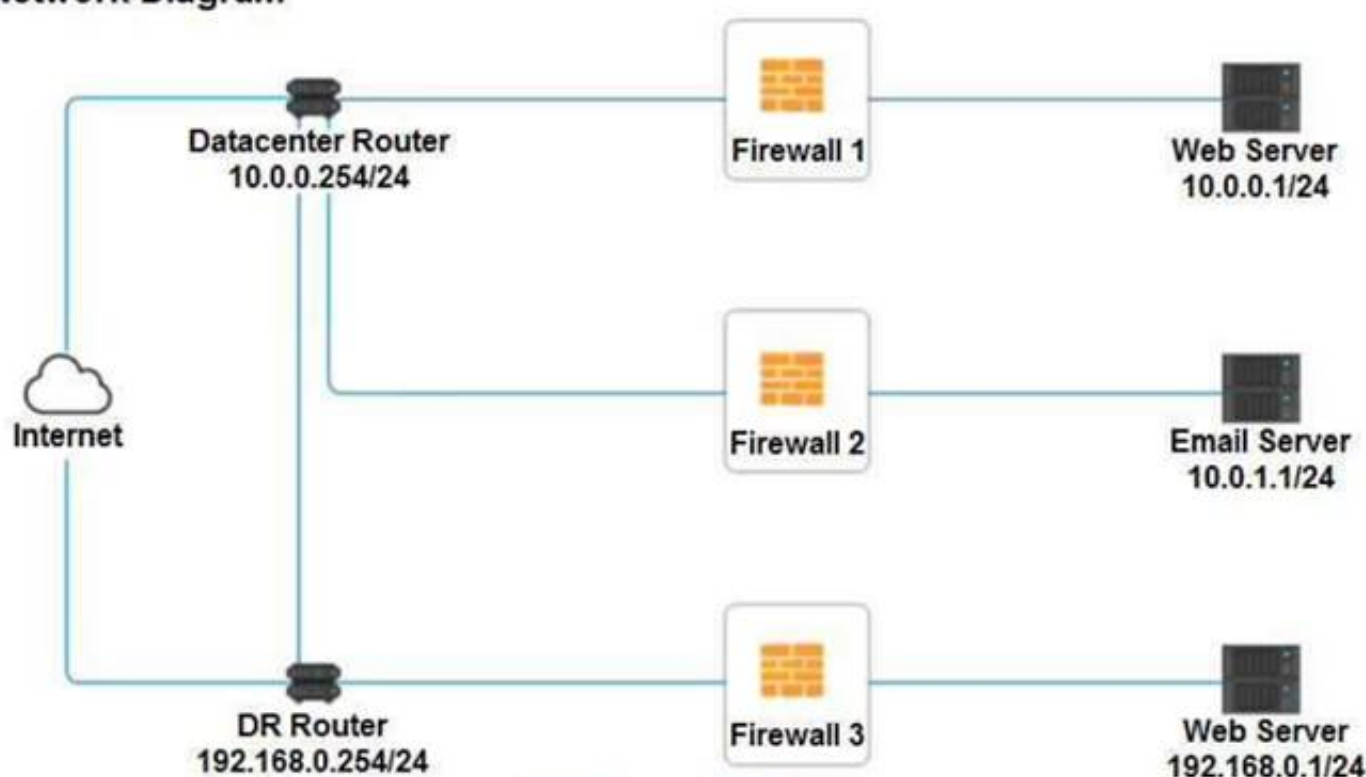 Network Diagram
Datacenter Router
10.0.0.254/24
Firewall 1
Web Server
10.0.0.1/24
Internet
Firewall 2
Email Server
10.0.1.1/24
DR Router
192.168.0.254/24
Firewall 3
Web Server
192.168.0.1/24